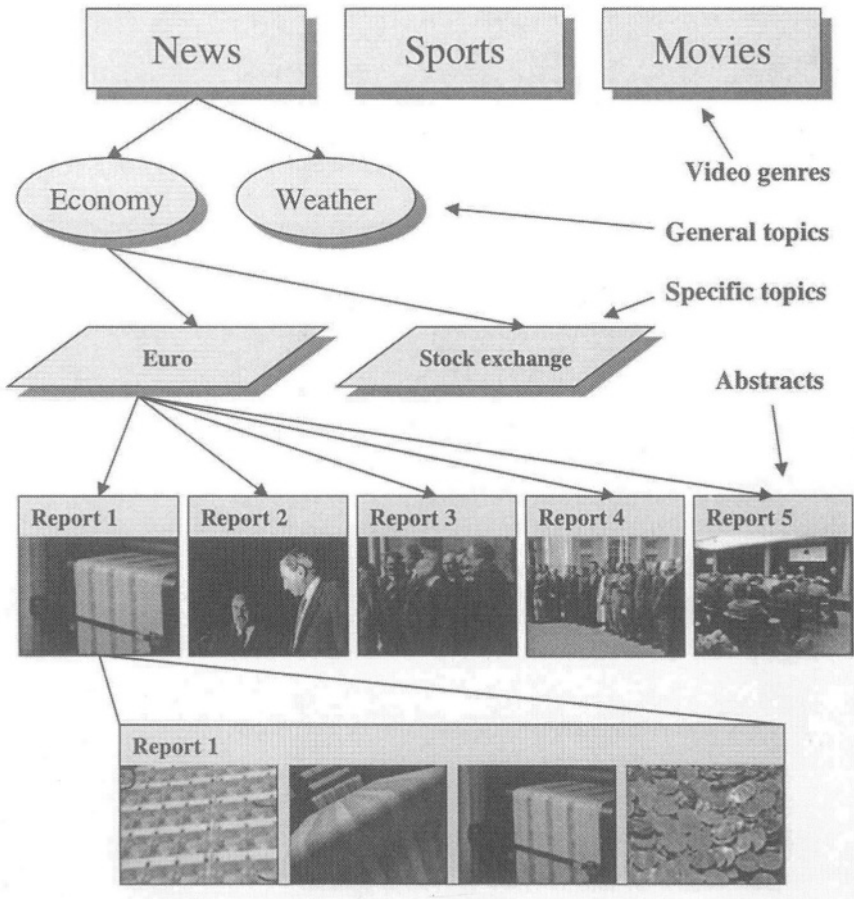 News
Sports
Movies
Video genres
Economy
Weather
General topics
Specific topics
Euro
Stock exchange
Abstracts
Report 1
Report 2
Report 3
Report 4
Report 5
Report 1